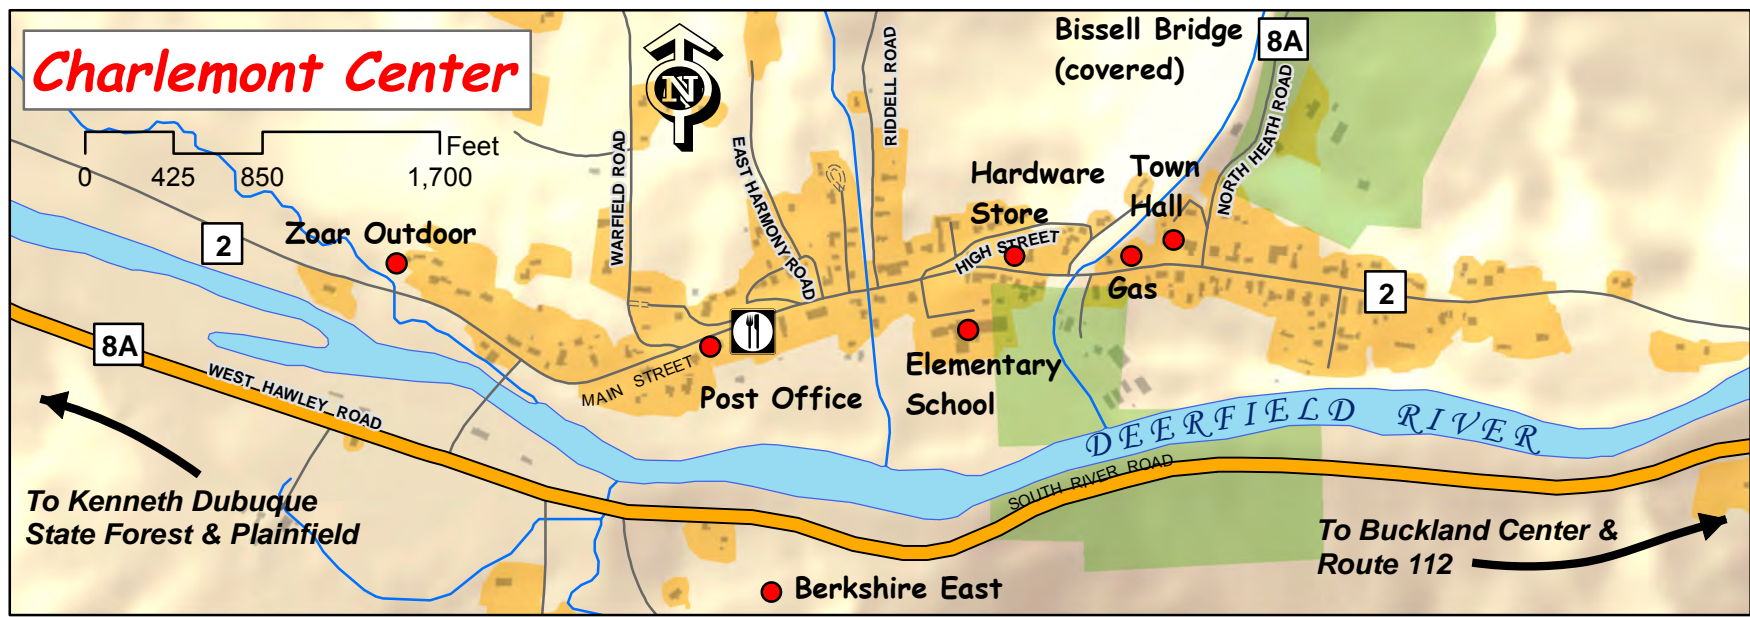 Charlemont Center
Feet
0 425 850 1,700
N
Bissell Bridge
(covered)
8A
RIDDELL ROAD
WARFIELD ROAD
EAST HARMONY ROAD
NORTH HEATH ROAD
Hardware
Store
Town
Hall
2
Zoar Outdoor
HIGH STREET
Gas
2
8A
WEST HAWLEY ROAD
MAIN STREET
Post Office
Elementary
School
DEERFIELD RIVER
SOUTH RIVER ROAD
To Kenneth Dubuque
State Forest & Plainfield
To Buckland Center &
Route 112
Berkshire East